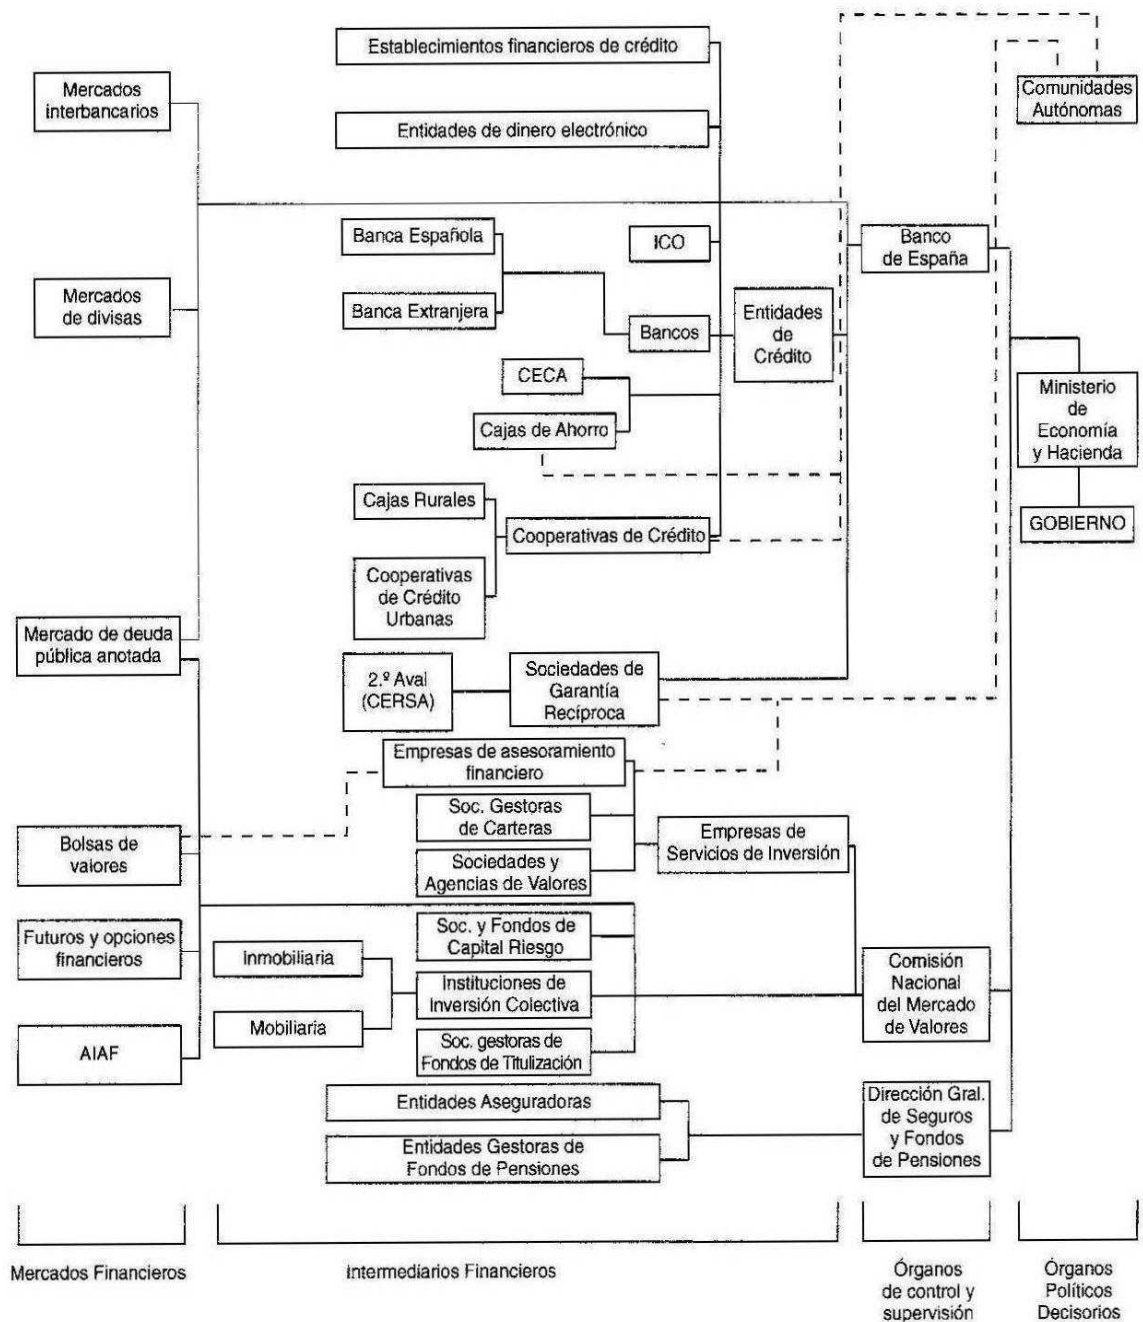 Establecimientos financieros de crédito
Mercados
interbancarios
Comunidades
Autónomas
Entidades de dinero electrónico
Banca Española
ICO
Banco
de España
Mercados
de divisas
Banca Extranjera
Bancos
Entidades
de
Crédito
CECA
Ministerio
de
Economía
y Hacienda
Cajas de Ahorro
Cajas Rurales
Cooperativas de Crédito
GOBIERNO
Cooperativas
de Crédito
Urbanas
Mercado de deuda
pública anotada
2.º Aval
(CERSA)
Sociedades de
Garantía
Recíproca
Empresas de asesoramiento
financiero
Soc. Gestoras
de Carteras
Bolsas de
valores
Empresas de
Servicios de Inversión
Sociedades y
Agencias de Valores
Futuros y opciones
financieros
Soc. y Fondos de
Capital Riesgo
Inmobiliaria
Instituciones de
Inversión Colectiva
Comisión
Nacional
del Mercado
de Valores
Mobiliaria
AIAF
Soc. gestoras de
Fondos de Titulización
Entidades Aseguradoras
Dirección Gral.
de Seguros
y Fondos
de Pensiones
Entidades Gestoras de
Fondos de Pensiones
Mercados Financieros
Intermediarios Financieros
Órganos
de control y
supervisión
Órganos
Políticos
Decisorios